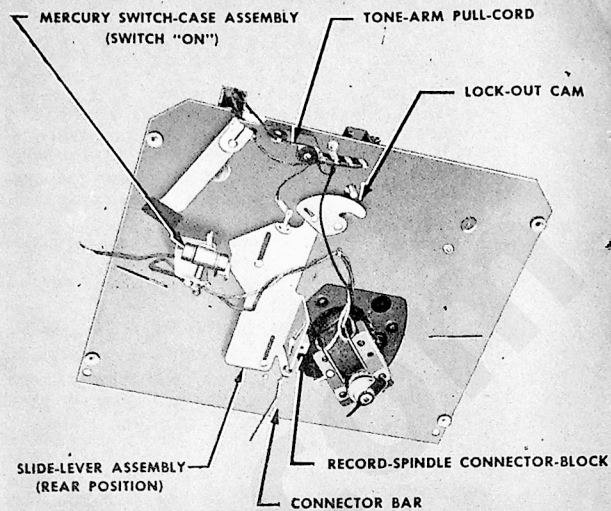 MERCURY SWITCH-CASE ASSEMBLY
(SWITCH "ON")
TONE-ARM PULL-CORD
LOCK-OUT CAM
SLIDE-LEVER ASSEMBLY
(REAR POSITION)
RECORD-SPINDLE CONNECTOR-BLOCK
CONNECTOR BAR